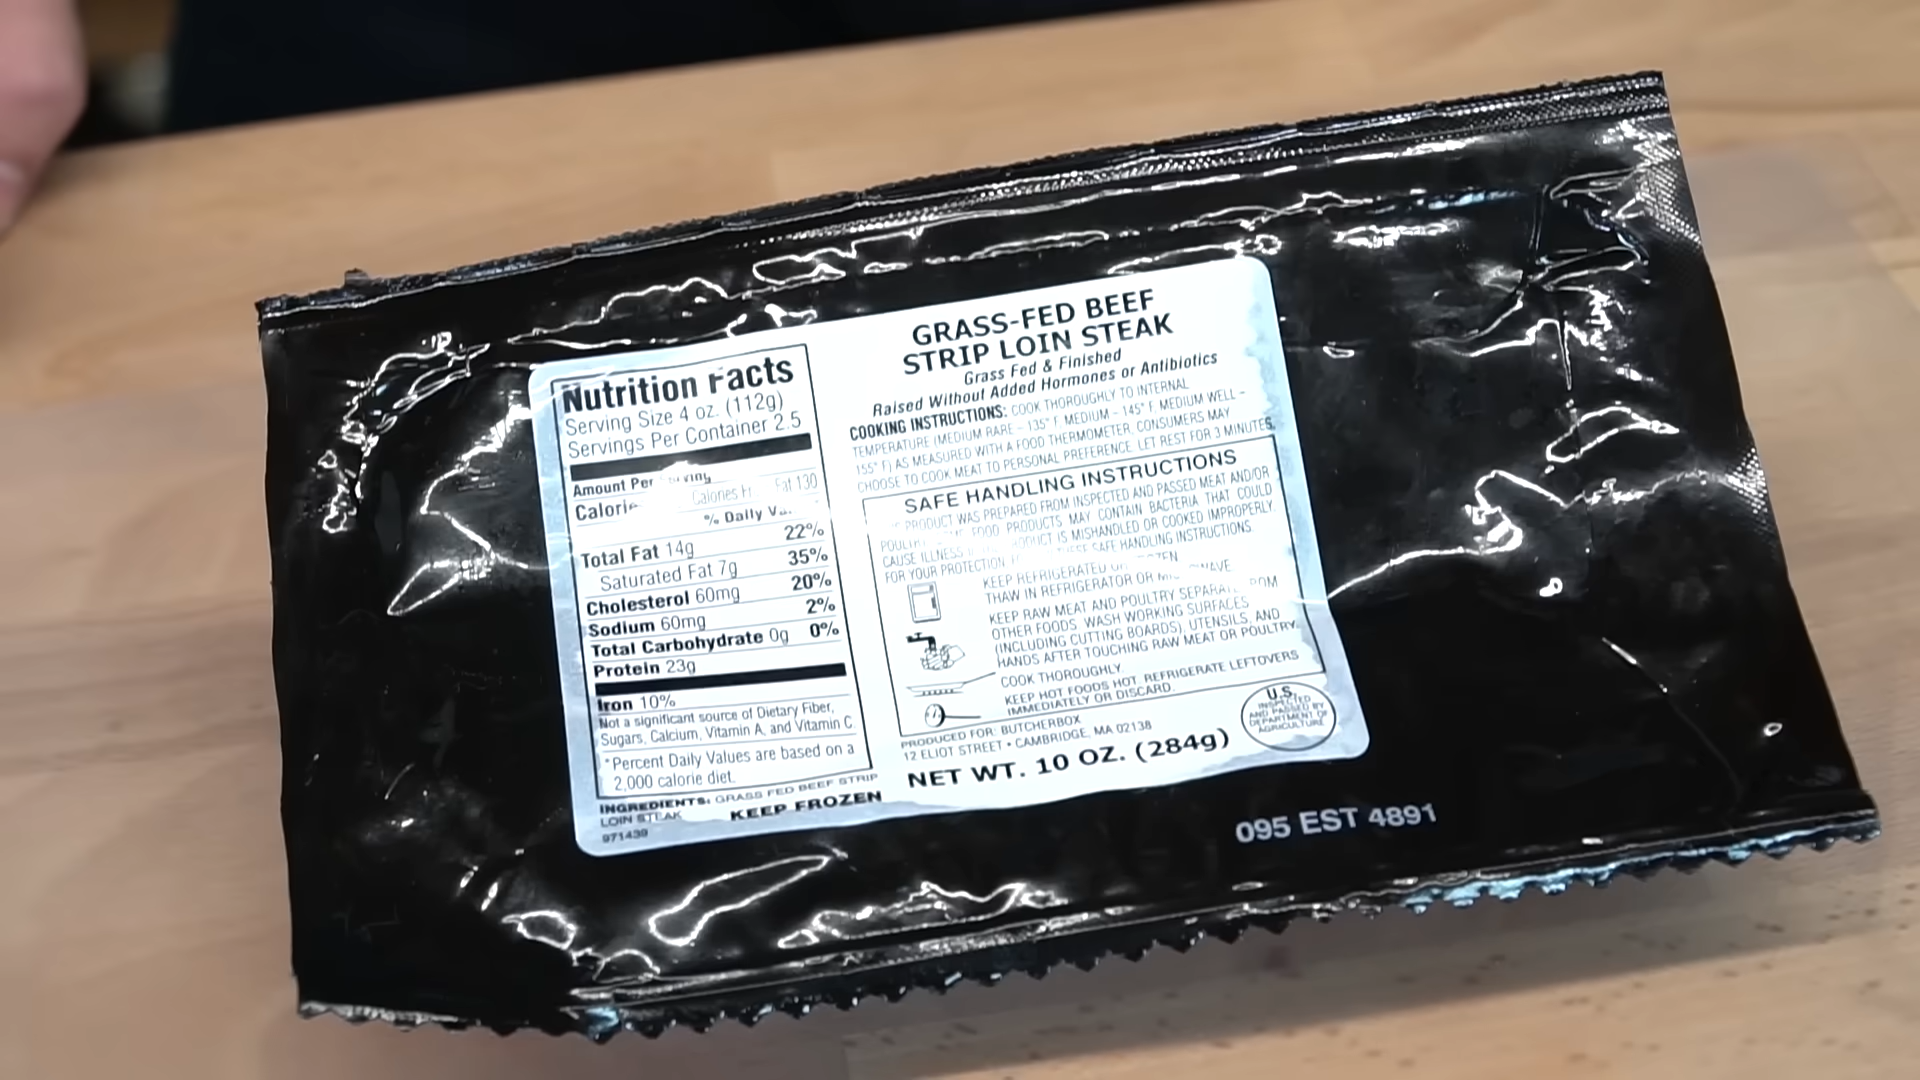 Nutrition Facts
Serving Size 4 oz. (112g)
Servings Per Container 2.5
Amount Per Serving
Calories Fat 130
% Daily
Total Fat 14g 22%
Saturated Fat 7g 35%
Cholesterol 60mg 20%
Sodium 60mg 2%
Total Carbohydrate 0g 0%
Protein 23g
Iron 10%
Not a significant source of Dietary Fiber,
Sugars, Calcium, Vitamin A, and Vitamin C.
*Percent Daily Values are based on a
2,000 calorie diet.
INGREDIENTS: GRASS FED BEEF STRIP
LOIN STEAK
KEEP FROZEN
971439
GRASS-FED BEEF
STRIP LOIN STEAK
Grass Fed & Finished
Raised Without Added Hormones or Antibiotics
COOKING INSTRUCTIONS: COOK THOROUGHLY TO INTERNAL
TEMPERATURE (MEDIUM RARE - 135° F, MEDIUM - 145° F, MEDIUM WELL -
155° F) AS MEASURED WITH A FOOD THERMOMETER. CONSUMERS MAY
CHOOSE TO COOK MEAT TO PERSONAL PREFERENCE. LET REST FOR 3 MINUTES.
SAFE HANDLING INSTRUCTIONS
PRODUCT WAS PREPARED FROM INSPECTED AND PASSED MEAT AND/OR
POULTRY. FOOD PRODUCTS MAY CONTAIN BACTERIA THAT COULD
CAUSE ILLNESS PRODUCT IS MISHANDLED OR COOKED IMPROPERLY.
FOR YOUR PROTECTION THESE SAFE HANDLING INSTRUCTIONS.
KEEP REFRIGERATED
THAW IN REFRIGERATOR OR
KEEP RAW MEAT AND POULTRY SEPARATE
OTHER FOODS. WASH WORKING SURFACES
(INCLUDING CUTTING BOARDS), UTENSILS, AND
HANDS AFTER TOUCHING RAW MEAT OR POULTRY.
COOK THOROUGHLY.
KEEP HOT FOODS HOT. REFRIGERATE LEFTOVERS
IMMEDIATELY OR DISCARD.
PRODUCED FOR: BUTCHERBOX
12 ELIOT STREET • CAMBRIDGE, MA 02138
NET WT. 10 OZ. (284g)
U.S.
INSPECTED
AND PASSED BY
DEPARTMENT OF
AGRICULTURE
095 EST 4891